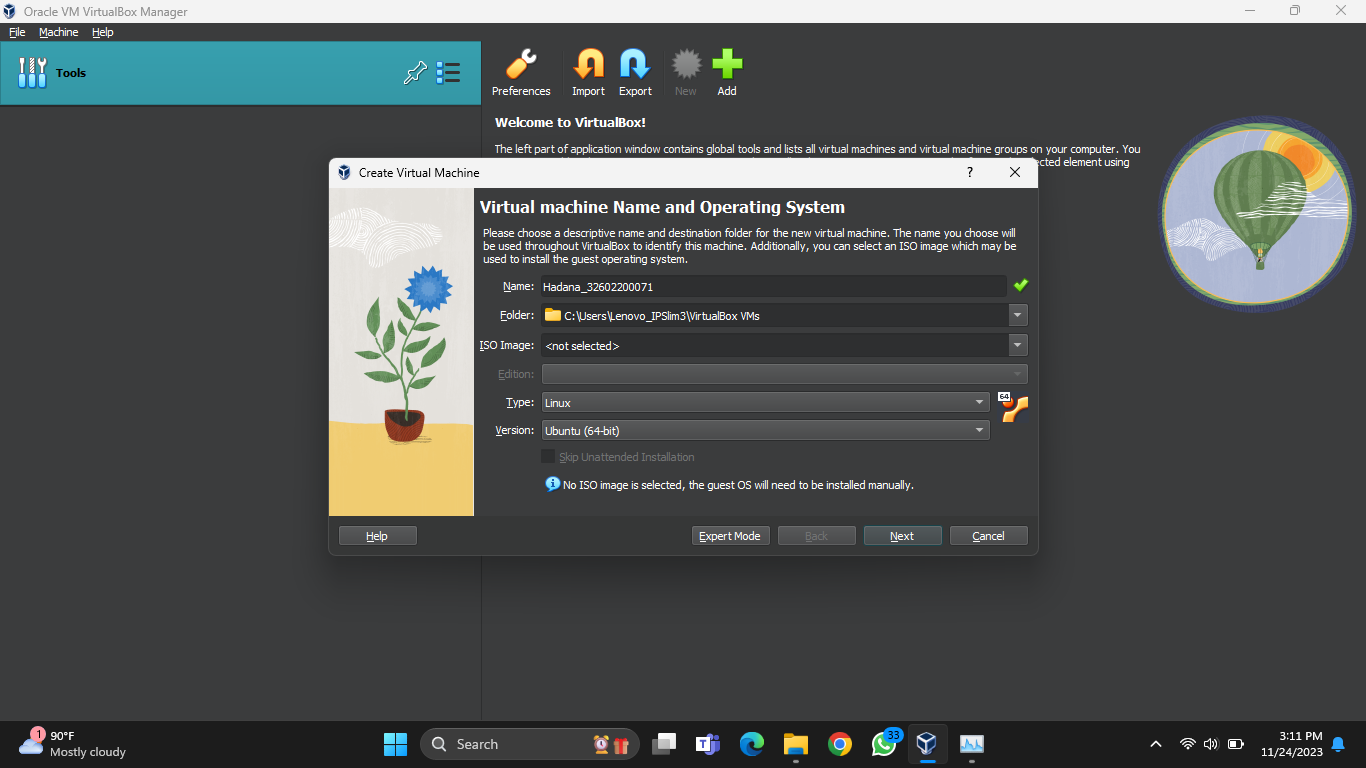 Oracle VM VirtualBox Manager
File Machine Help
Tools
Preferences Import Export New Add
Welcome to VirtualBox!
The left part of application window contains global tools and lists all virtual machines and virtual machine groups on your computer. You
ected element using
Create Virtual Machine ?
Virtual machine Name and Operating System
Please choose a descriptive name and destination folder for the new virtual machine. The name you choose will
be used throughout VirtualBox to identify this machine. Additionally, you can select an ISO image which may be
used to install the guest operating system.
Name: Hadana_32602200071
Folder: C:\Users\Lenovo_IPSlim3\VirtualBox VMs
ISO Image: <not selected>
Edition:
Type: Linux
64
Version: Ubuntu (64-bit)
Skip Unattended Installation
No ISO image is selected, the guest OS will need to be installed manually.
Help Expert Mode Back Next Cancel
1
90°F
Mostly cloudy
Search
33
3:11 PM
11/24/2023